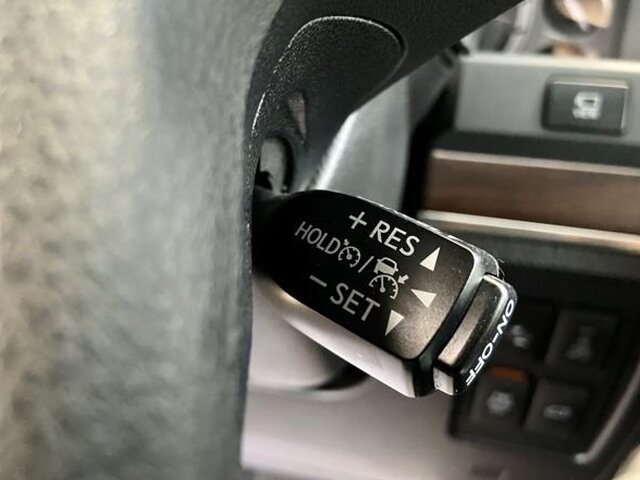 + RES
HOLD /
- SET
ON-OFF